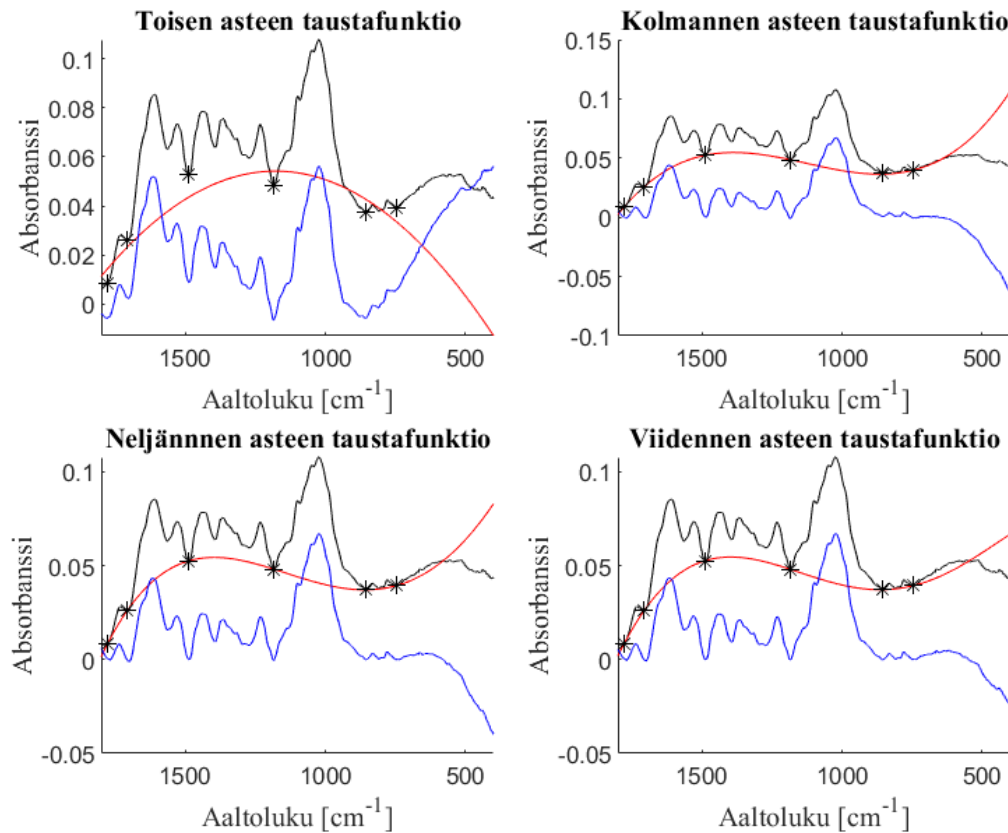 Toisen asteen taustafunktio
0.1
0.08
0.06
0.04
0.02
0
Absorbanssi
1500
1000
500
Aaltoluku [cm-1]
Kolmannen asteen taustafunktio
0.15
0.1
0.05
0
-0.05
-0.1
Absorbanssi
1500
1000
500
Aaltoluku [cm-1]
Neljännnen asteen taustafunktio
0.1
0.05
0
-0.05
Absorbanssi
1500
1000
500
Aaltoluku [cm-1]
Viidennen asteen taustafunktio
0.1
0.05
0
-0.05
Absorbanssi
1500
1000
500
Aaltoluku [cm-1]